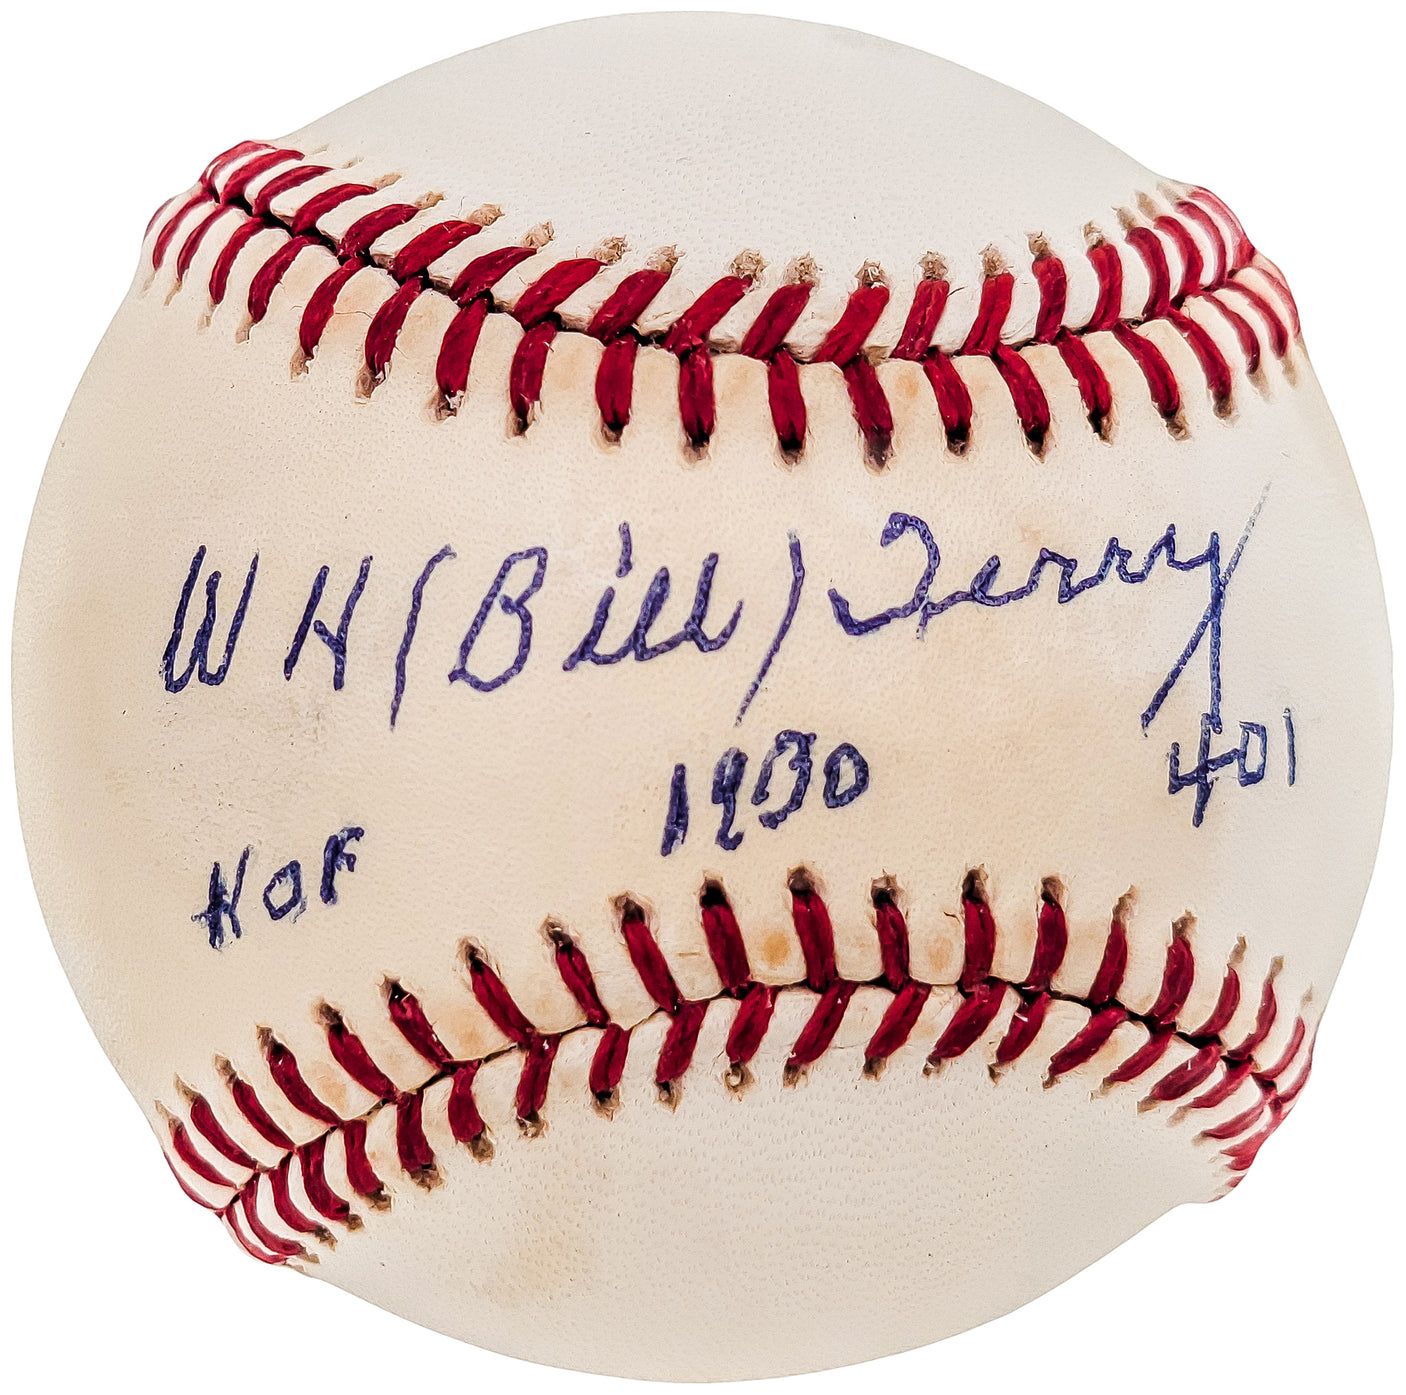 W H (Bill) Terry
1930 401
HOF